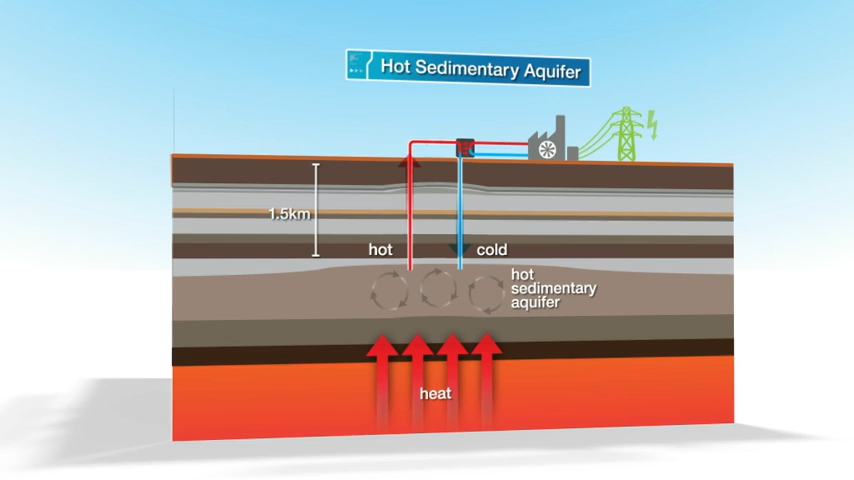 Hot Sedimentary Aquifer
1.5km
hot
cold
hot
sedimentary
aquifer
heat